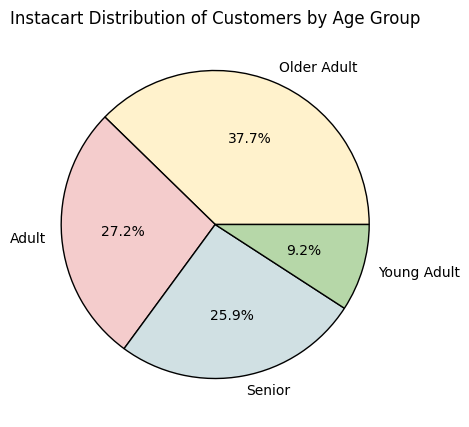 Instacart Distribution of Customers by Age Group
Older Adult
37.7%
Adult
27.2%
9.2%
Young Adult
25.9%
Senior